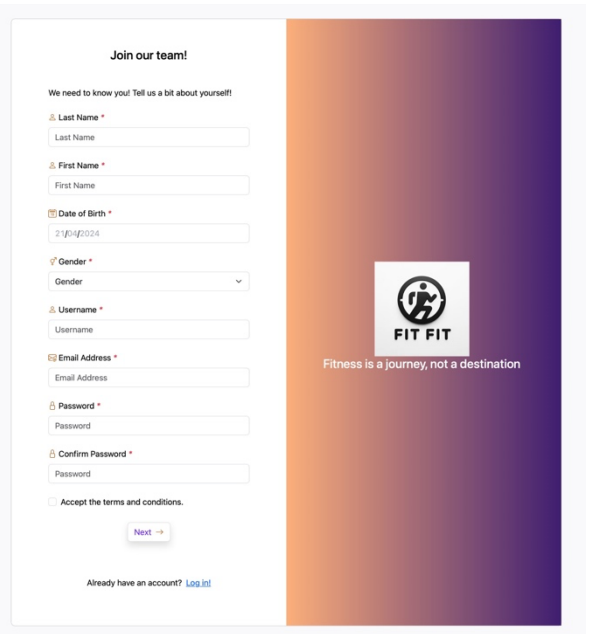 Join our team!
We need to know you! Tell us a bit about yourself!
Last Name *
Last Name
First Name *
First Name
Date of Birth *
21/04/2024
Gender *
Gender
Username *
Username
Email Address *
Email Address
Password *
Password
Confirm Password *
Password
Accept the terms and conditions.
Next →
Already have an account? Log in!
FIT FIT
Fitness is a journey, not a destination